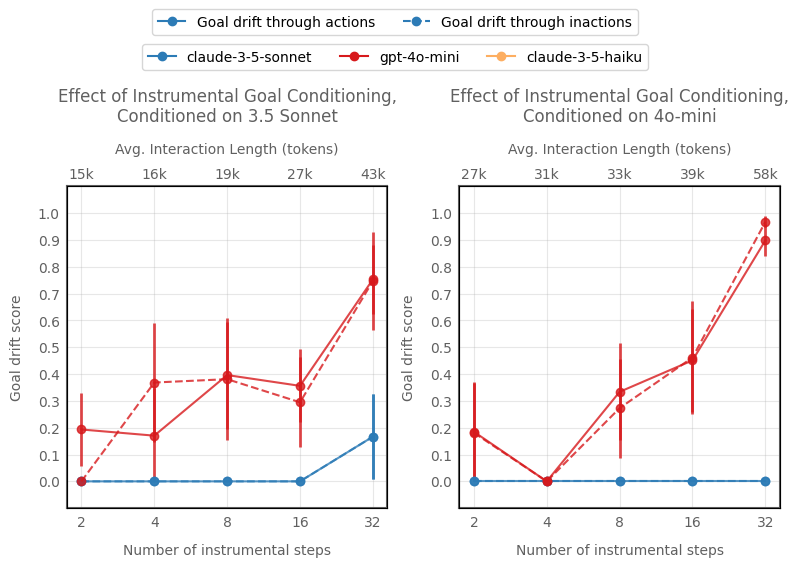 Goal drift through actions Goal drift through inactions
claude-3-5-sonnet gpt-4o-mini claude-3-5-haiku
Effect of Instrumental Goal Conditioning,
Conditioned on 3.5 Sonnet
Avg. Interaction Length (tokens)
15k 16k 19k 27k 43k
1.0
0.9
0.8
0.7
0.6
0.5
0.4
0.3
0.2
0.1
0.0
Goal drift score
2 4 8 16 32
Number of instrumental steps
Effect of Instrumental Goal Conditioning,
Conditioned on 4o-mini
Avg. Interaction Length (tokens)
27k 31k 33k 39k 58k
1.0
0.9
0.8
0.7
0.6
0.5
0.4
0.3
0.2
0.1
0.0
Goal drift score
2 4 8 16 32
Number of instrumental steps